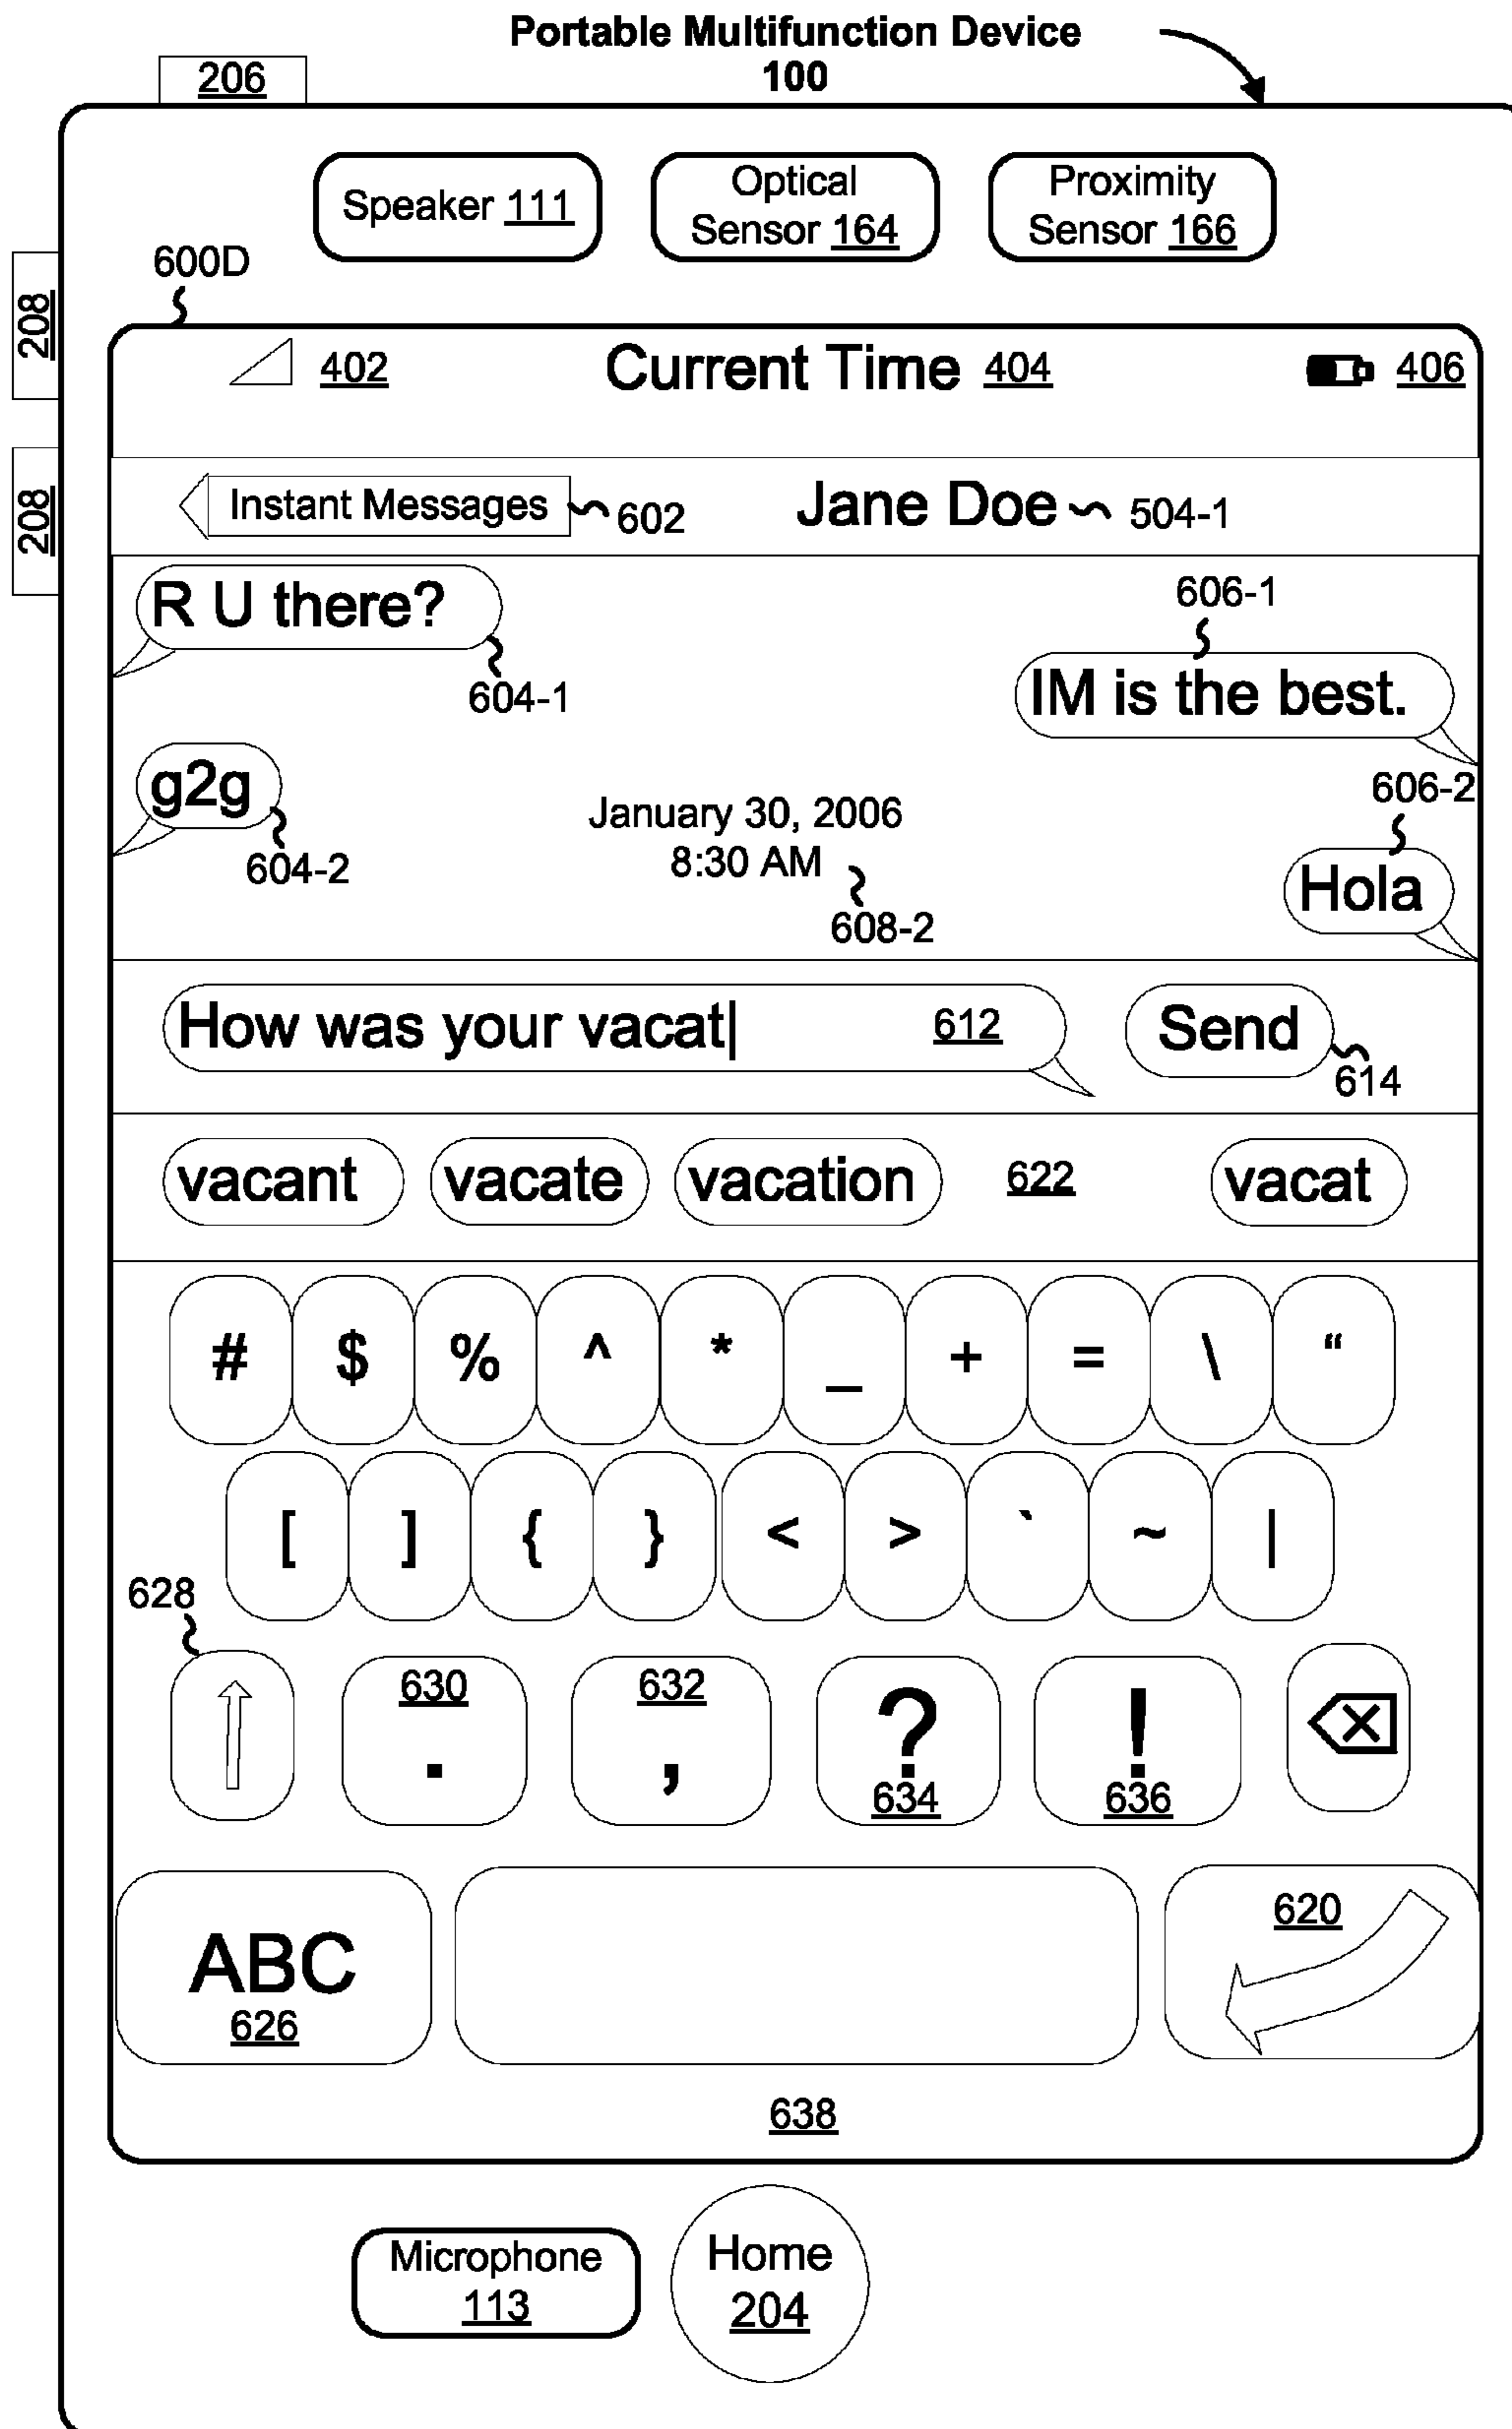 Portable Multifunction Device
100
206
Speaker 111
Optical
Sensor 164
Proximity
Sensor 166
600D
208
208
402
Current Time 404
406
Instant Messages
602
Jane Doe
504-1
R U there?
604-1
606-1
IM is the best.
g2g
604-2
January 30, 2006
8:30 AM
608-2
606-2
Hola
How was your vacat|
612
Send
614
vacant
vacate
vacation
622
vacat
# $ % ^ * _ + = \ “
[ ] { } < > ` ~ |
628
630
.
632
,
?
634
!
636
ABC
626
620
638
Microphone
113
Home
204